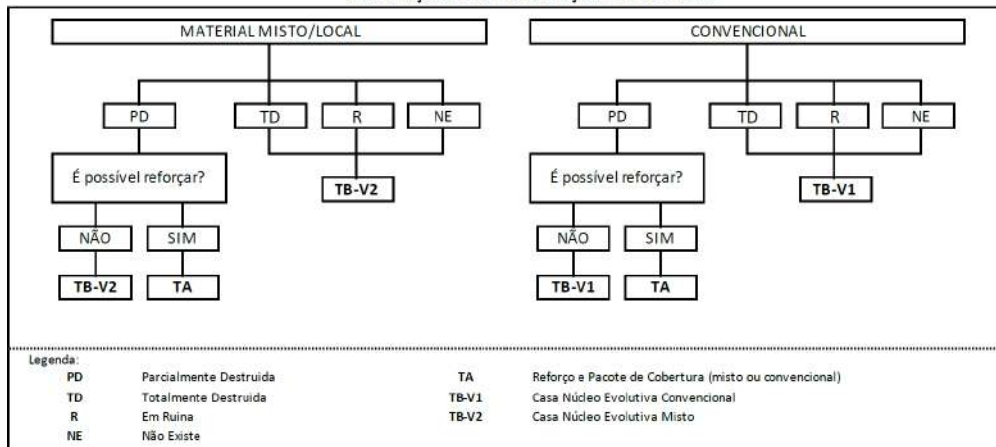 MATERIAL MISTO/LOCAL
CONVENCIONAL
PD
TD
R
NE
PD
TD
R
NE
É possível reforçar?
TB-V2
É possível reforçar?
TB-V1
NÃO
SIM
NÃO
SIM
TB-V2
TA
TB-V1
TA
Legenda:
PD Parcialmente Destruida TA Reforço e Pacote de Cobertura (misto ou convencional)
TD Totalmente Destruida TB-V1 Casa Núcleo Evolutiva Convencional
R Em Ruina TB-V2 Casa Núcleo Evolutiva Misto
NE Não Existe